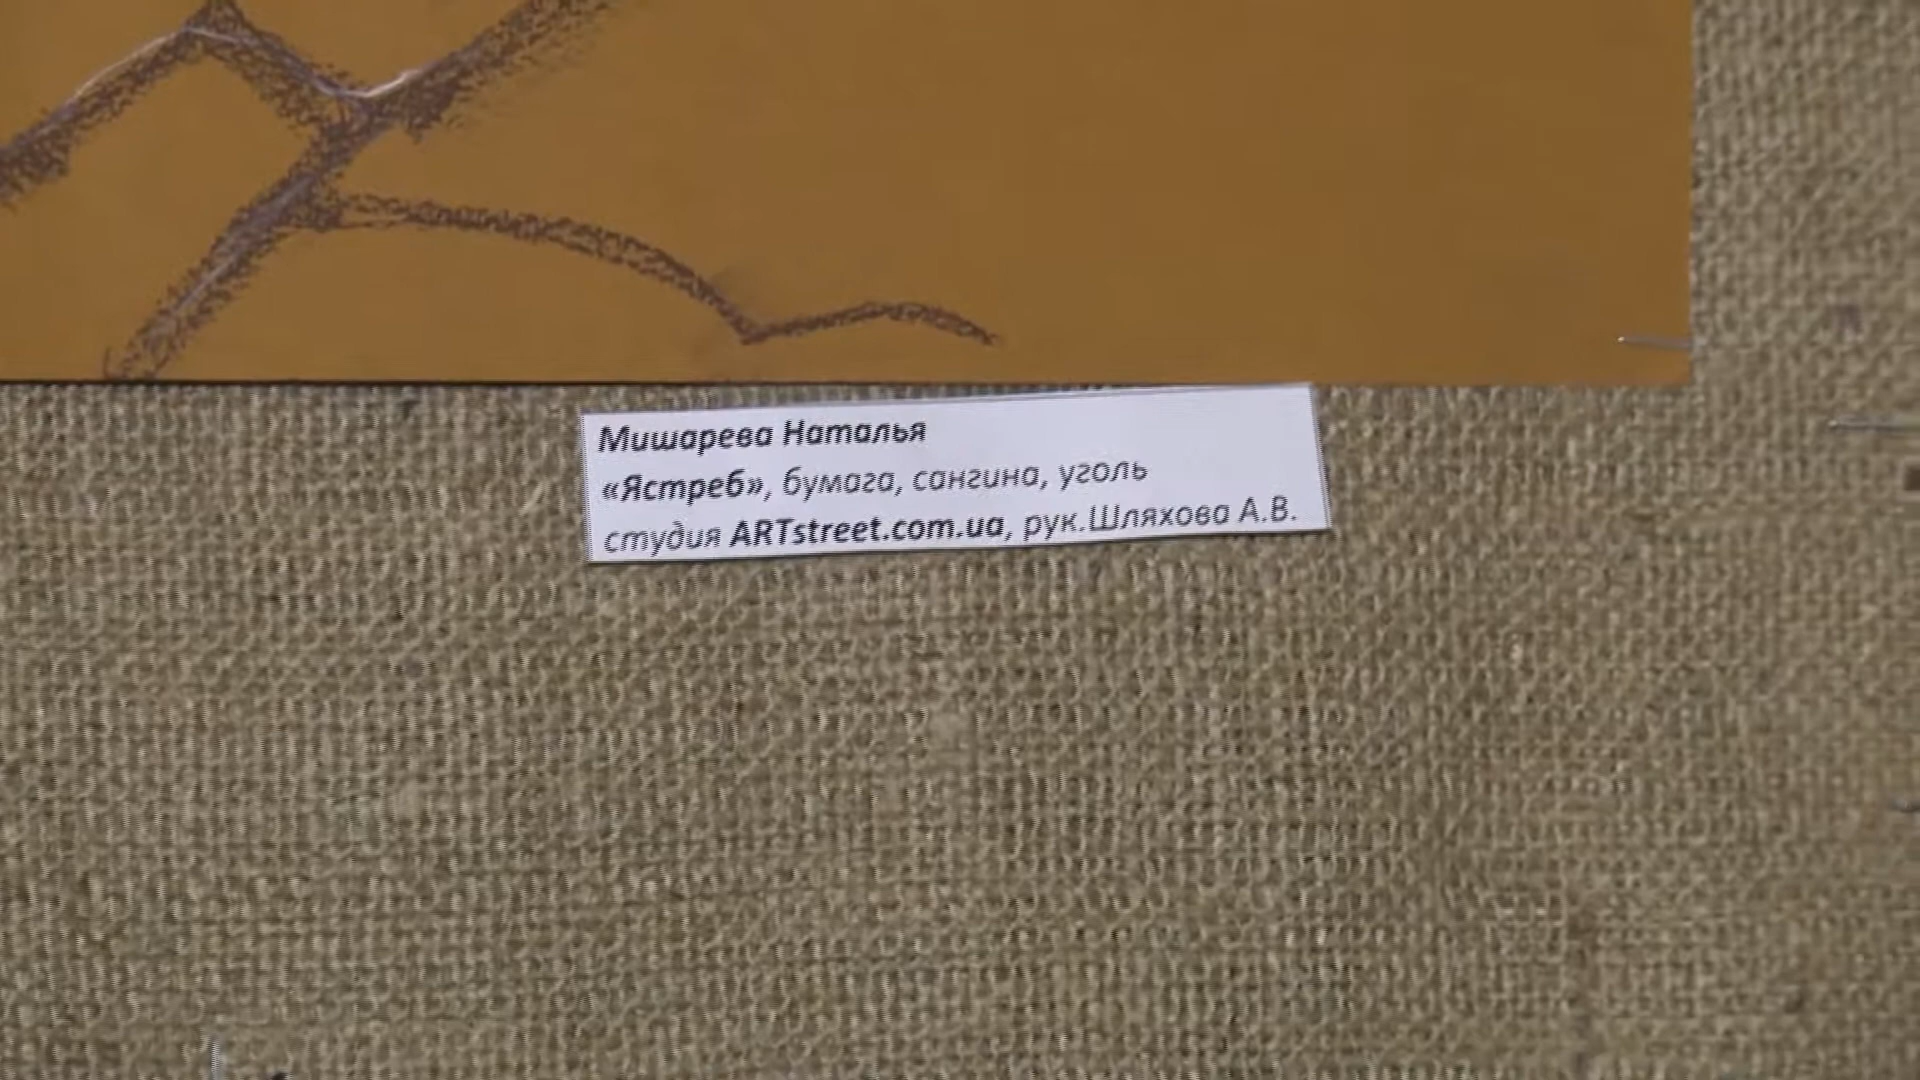 Мишарева Наталья
«Ястреб», бумага, сангина, уголь
студия ARTstreet.com.ua, рук.Шляхова А.В.